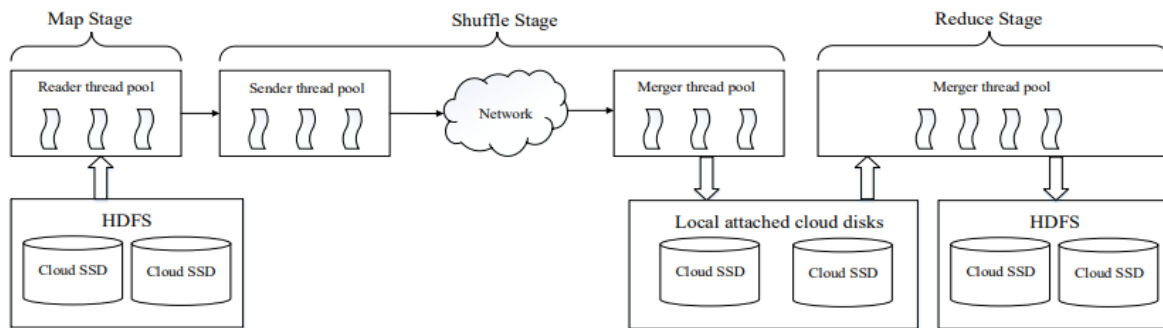 Map Stage
Shuffle Stage
Reduce Stage
Reader thread pool
Sender thread pool
Network
Merger thread pool
Merger thread pool
HDFS
Cloud SSD
Cloud SSD
Local attached cloud disks
Cloud SSD
Cloud SSD
HDFS
Cloud SSD
Cloud SSD